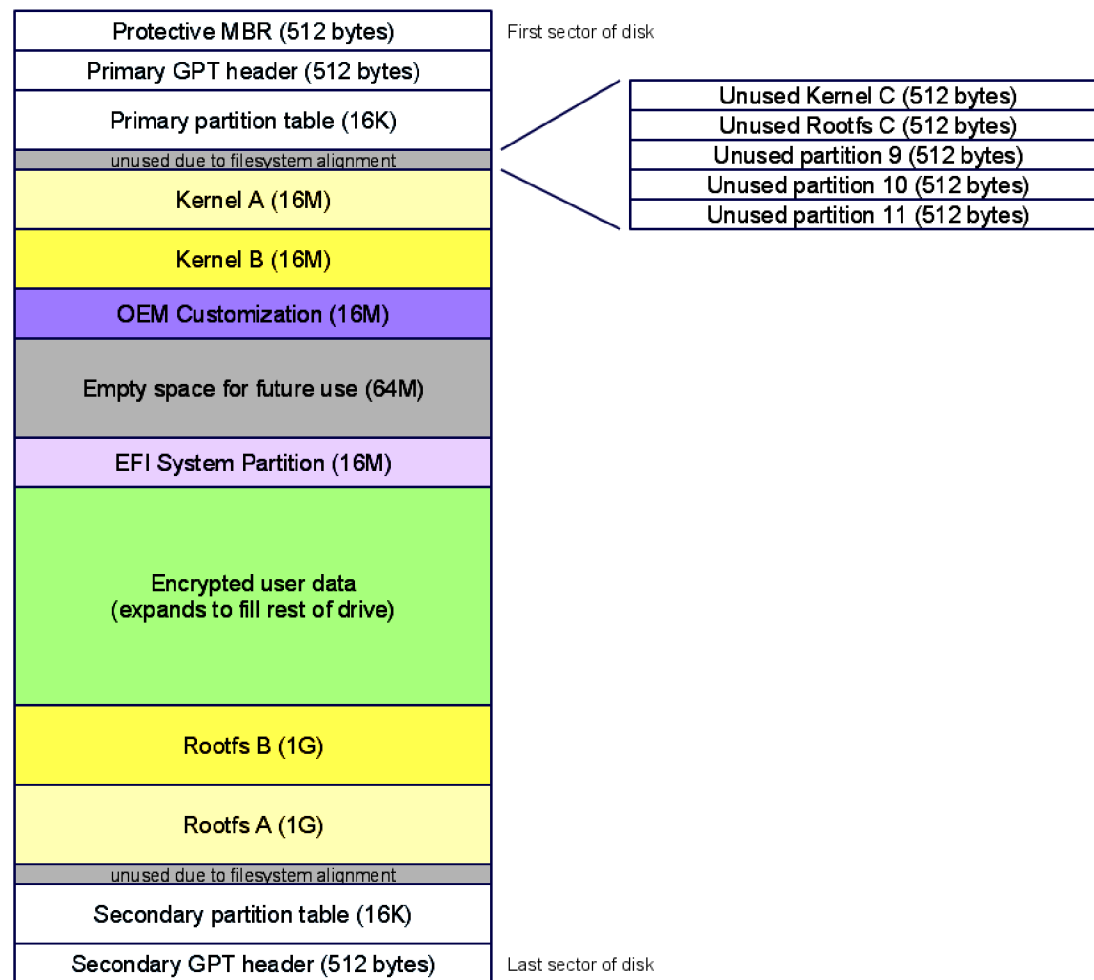 Protective MBR (512 bytes)
First sector of disk
Primary GPT header (512 bytes)
Primary partition table (16K)
unused due to filesystem alignment
Unused Kernel C (512 bytes)
Unused Rootfs C (512 bytes)
Unused partition 9 (512 bytes)
Unused partition 10 (512 bytes)
Unused partition 11 (512 bytes)
Kernel A (16M)
Kernel B (16M)
OEM Customization (16M)
Empty space for future use (64M)
EFI System Partition (16M)
Encrypted user data
(expands to fill rest of drive)
Rootfs B (1G)
Rootfs A (1G)
unused due to filesystem alignment
Secondary partition table (16K)
Secondary GPT header (512 bytes)
Last sector of disk